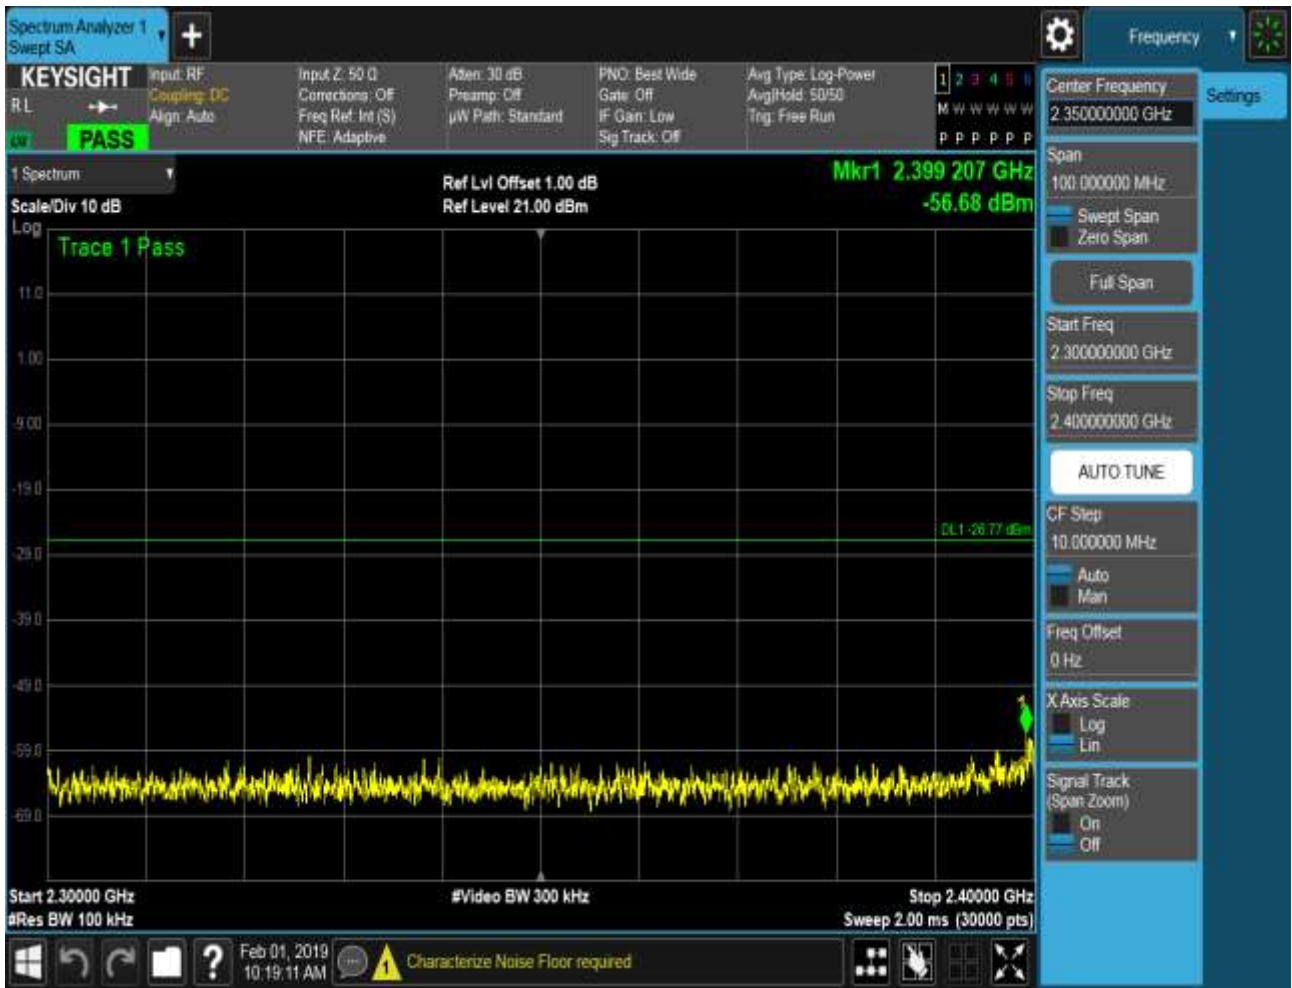 Spectrum Analyzer 1
Swept SA
Frequency
KEYSIGHT
RL
PASS
Input: RF
Coupling: DC
Align: Auto
Input Z: 50 Ω
Corrections: Off
Freq Ref: Int (S)
NFE: Adaptive
Atten: 30 dB
Preamp: Off
µW Path: Standard
PNO: Best Wide
Gate: Off
IF Gain: Low
Sig Track: Off
Avg Type: Log-Power
Avg|Hold: 50/50
Trig: Free Run
1 2 3 4 5 6
M W W W W W
P P P P P P
1 Spectrum
Scale/Div 10 dB
Log
Ref Lvl Offset 1.00 dB
Ref Level 21.00 dBm
Mkr1 2.399 207 GHz
-56.68 dBm
Trace 1 Pass
11.0
1.00
-9.00
-19.0
DL1 -26.77 dBm
-29.0
-39.0
-49.0
1
-59.0
-69.0
Start 2.30000 GHz
#Res BW 100 kHz
#Video BW 300 kHz
Stop 2.40000 GHz
Sweep 2.00 ms (30000 pts)
Center Frequency
2.350000000 GHz
Settings
Span
100.000000 MHz
Swept Span
Zero Span
Full Span
Start Freq
2.300000000 GHz
Stop Freq
2.400000000 GHz
AUTO TUNE
CF Step
10.000000 MHz
Auto
Man
Freq Offset
0 Hz
X Axis Scale
Log
Lin
Signal Track
(Span Zoom)
On
Off
?
Feb 01, 2019
10:19:11 AM
1
Characterize Noise Floor required